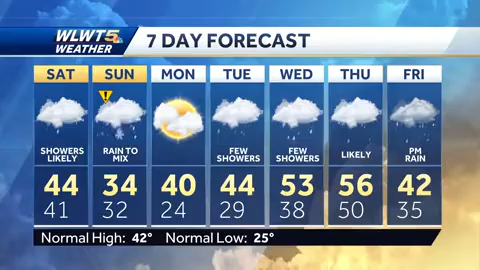 WLWT5 7 DAY FORECAST
WEATHER
SAT SUN MON TUE WED THU FRI
SHOWERS LIKELY RAIN TO MIX FEW SHOWERS FEW SHOWERS LIKELY PM RAIN
44 34 40 44 53 56 42
41 32 24 29 38 50 35
Normal High: 42° Normal Low: 25°